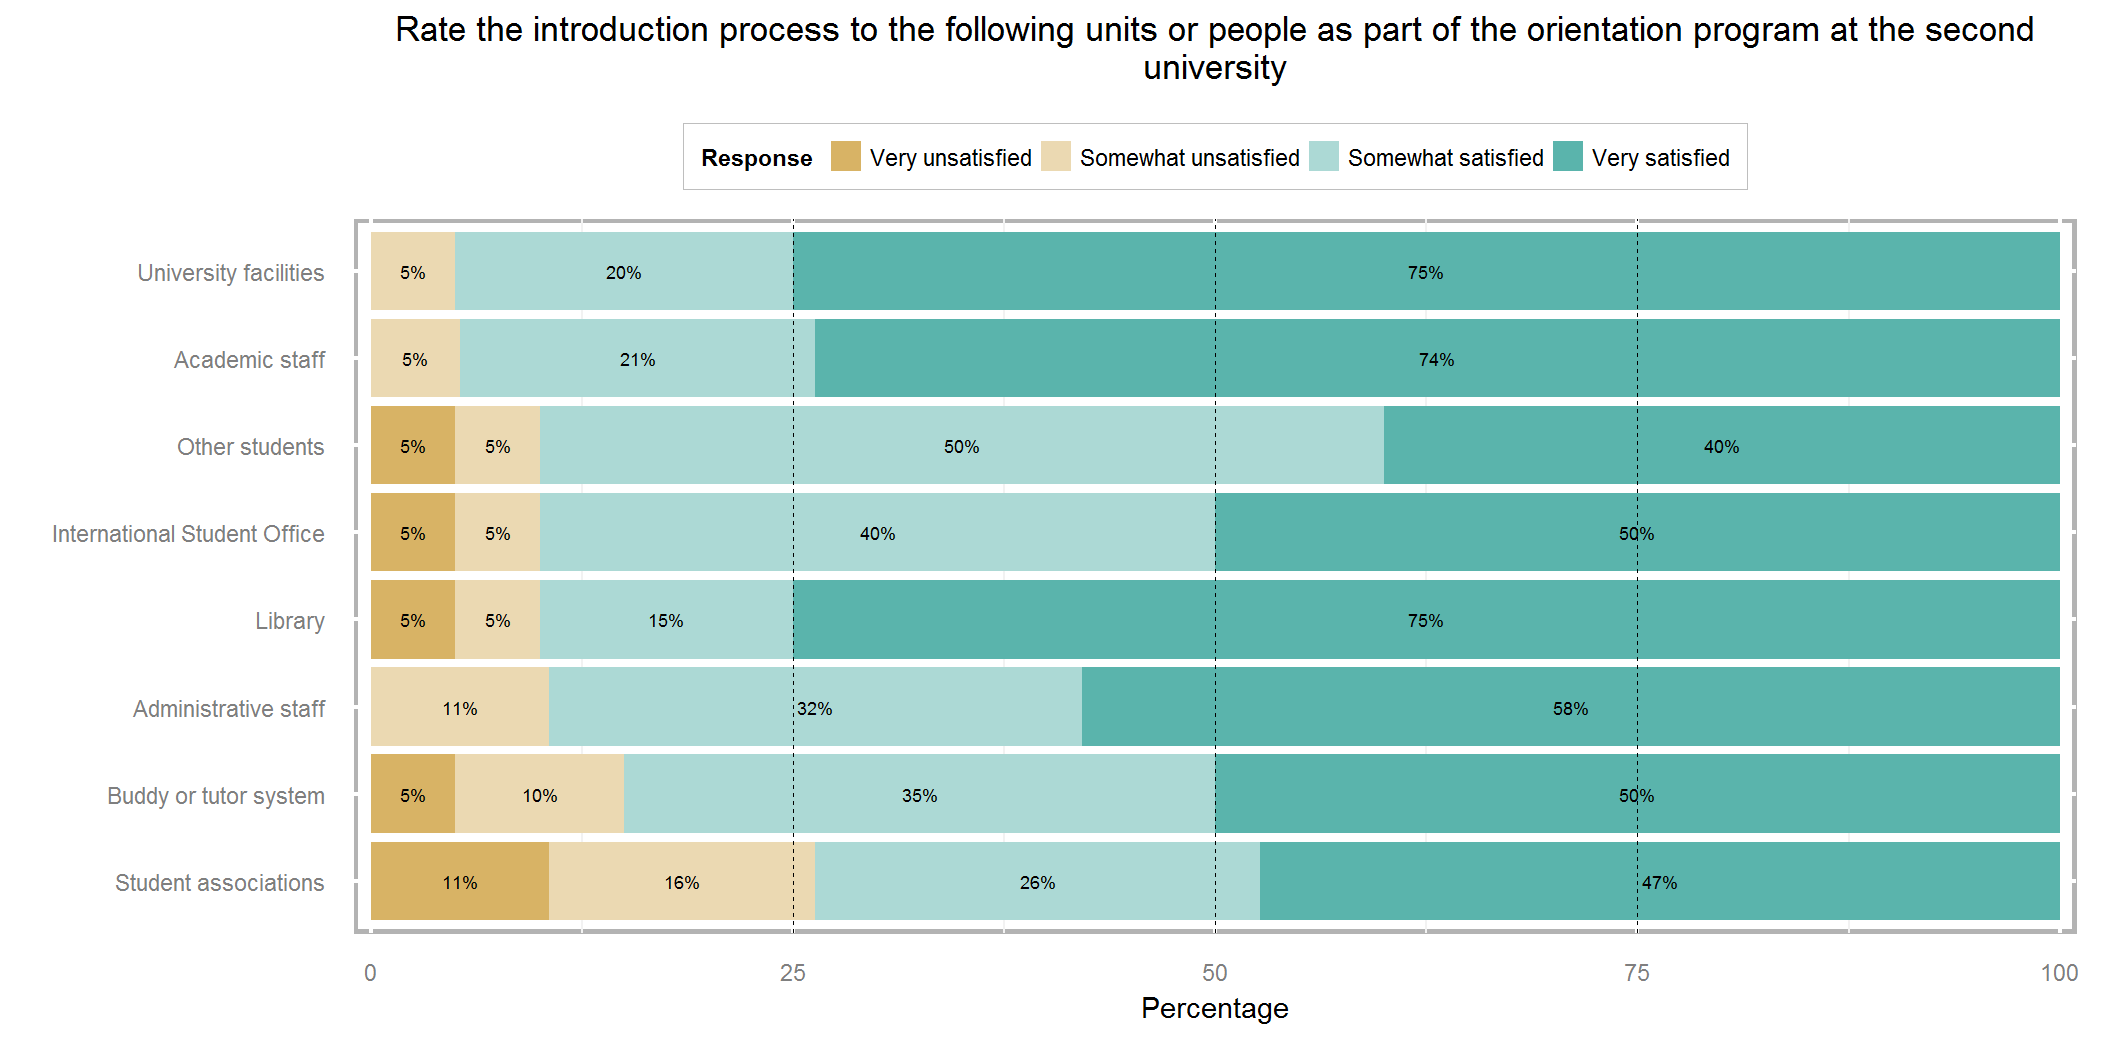 Rate the introduction process to the following units or people as part of the orientation program at the second
university
Response Very unsatisfied Somewhat unsatisfied Somewhat satisfied Very satisfied
University facilities 5% 20% 75%
Academic staff 5% 21% 74%
Other students 5% 5% 50% 40%
International Student Office 5% 5% 40% 50%
Library 5% 5% 15% 75%
Administrative staff 11% 32% 58%
Buddy or tutor system 5% 10% 35% 50%
Student associations 11% 16% 26% 47%
0 25 50 75 100
Percentage